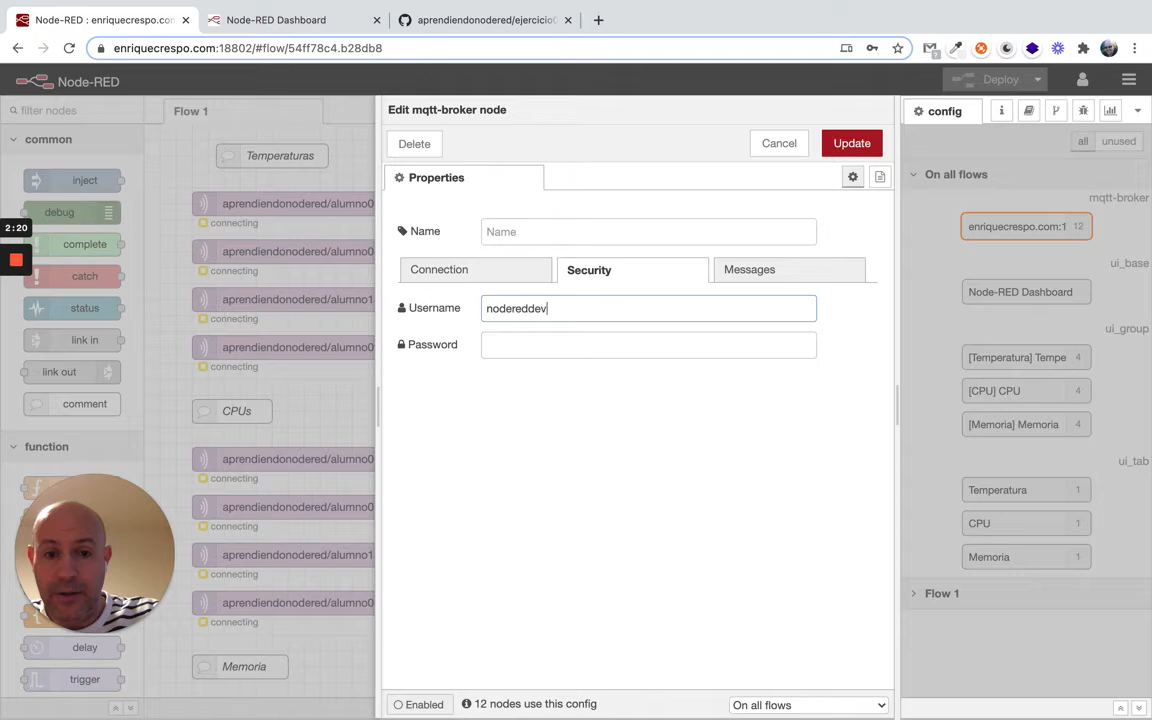 Node-RED : enriquecrespo.com
Node-RED Dashboard
aprendiendonodered/ejercicio
enriquecrespo.com:18802/#flow/54ff78c4.b28db8
Node-RED
Deploy
filter nodes
Flow 1
Edit mqtt-broker node
config
i
all
unused
common
Delete
Cancel
Update
Temperaturas
On all flows
inject
Properties
mqtt-broker
debug
aprendiendonodered/alumno0
connecting
enriquecrespo.com:1
12
2:20
Name
Name
complete
aprendiendonodered/alumno0
connecting
ui_base
catch
Connection
Security
Messages
Node-RED Dashboard
status
aprendiendonodered/alumno1
connecting
Username
nodereddev
ui_group
link in
aprendiendonodered/alumno0
connecting
Password
[Temperatura] Tempe
4
link out
[CPU] CPU
4
comment
CPUs
[Memoria] Memoria
4
function
aprendiendonodered/alumno0
connecting
ui_tab
Temperatura
1
aprendiendonodered/alumno0
connecting
CPU
1
aprendiendonodered/alumno1
connecting
Memoria
1
aprendiendonodered/alumno0
connecting
Flow 1
delay
Memoria
trigger
Enabled
12 nodes use this config
On all flows